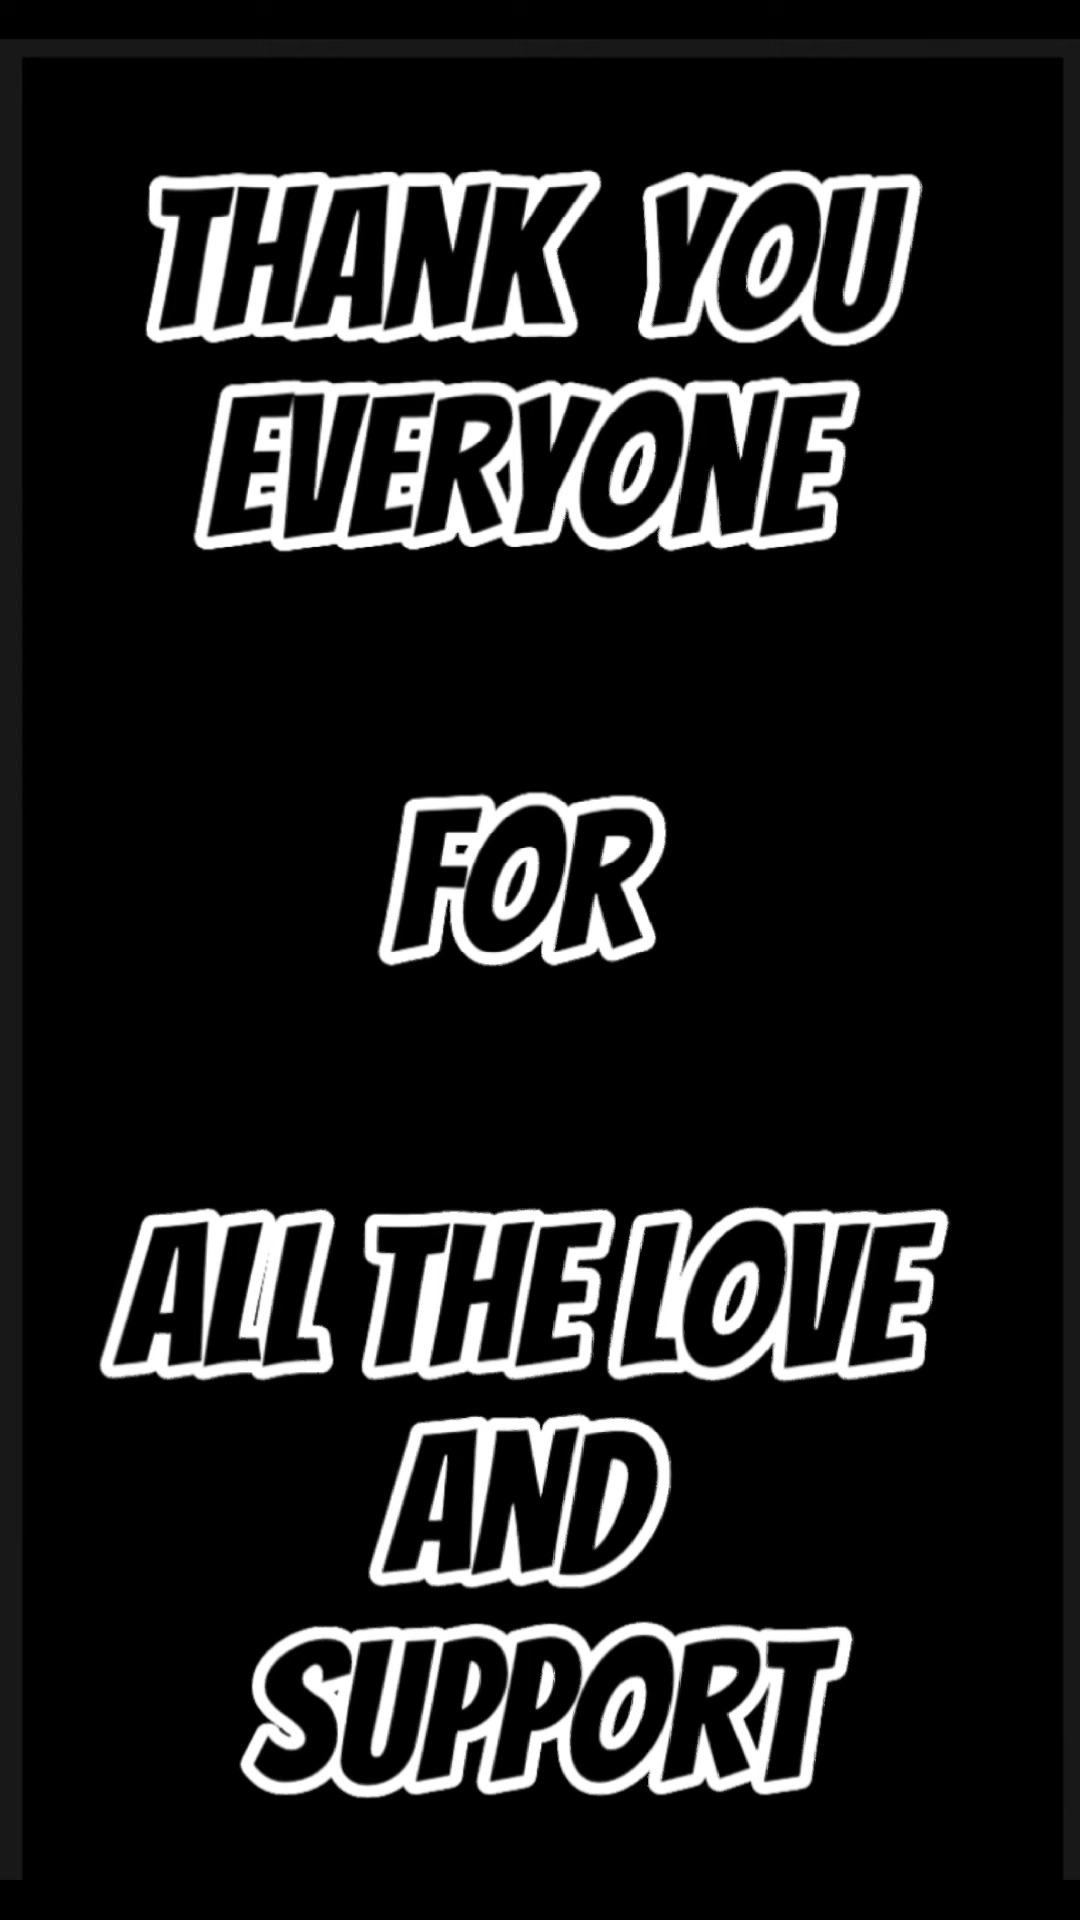 THANK YOU
EVERYONE
FOR
ALL THE LOVE
AND
SUPPORT